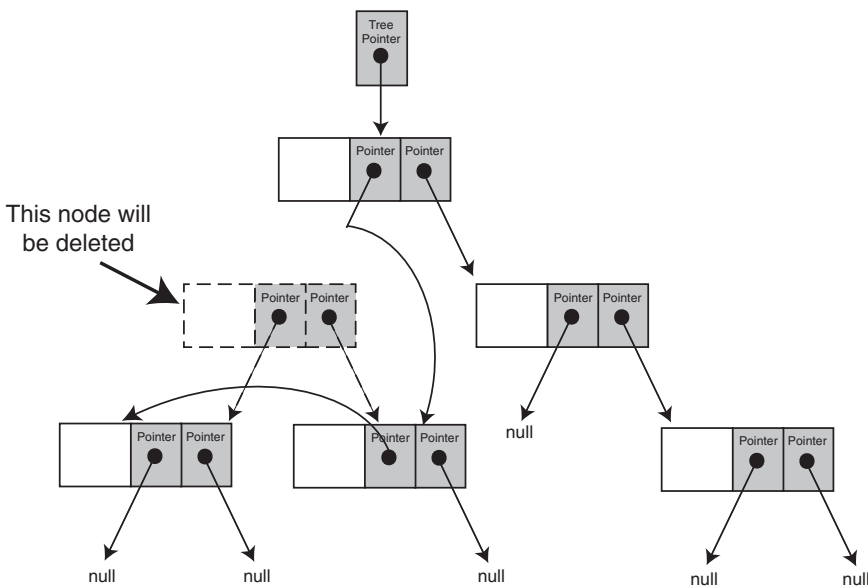 Tree
Pointer
Pointer Pointer
This node will
be deleted
Pointer Pointer
Pointer Pointer
null
Pointer Pointer
Pointer Pointer
Pointer Pointer
null
null
null
null
null